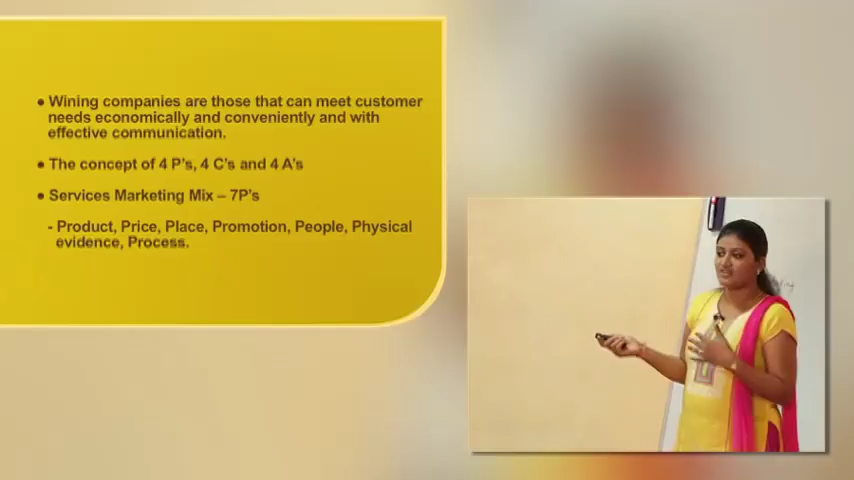 ● Wining companies are those that can meet customer
needs economically and conveniently and with
effective communication.
● The concept of 4 P's, 4 C's and 4 A's
● Services Marketing Mix – 7P's
- Product, Price, Place, Promotion, People, Physical
evidence, Process.